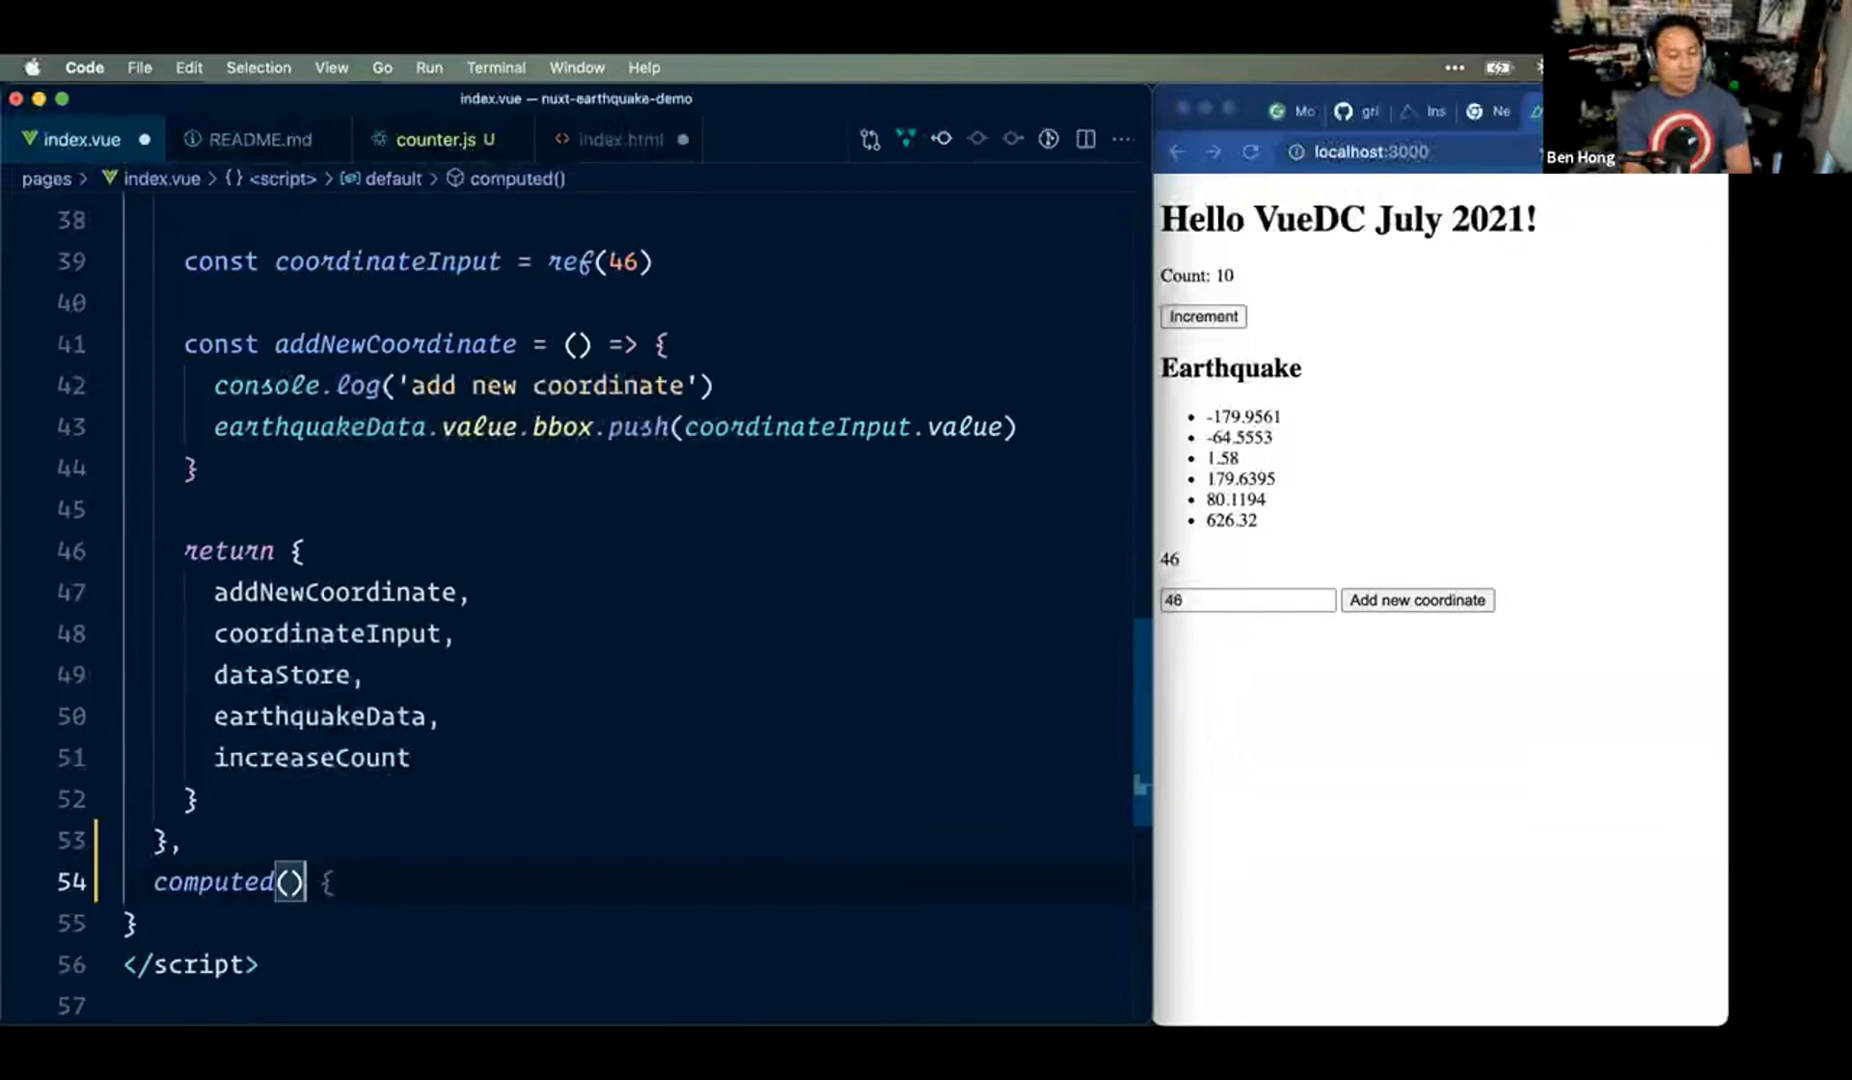 Code File Edit Selection View Go Run Terminal Window Help
index.vue — nuxt-earthquake-demo
index.vue README.md counter.js U index.html
pages > index.vue > {} <script> > default > computed()
38
39 const coordinateInput = ref(46)
40
41 const addNewCoordinate = () => {
42 console.log('add new coordinate')
43 earthquakeData.value.bbox.push(coordinateInput.value)
44 }
45
46 return {
47 addNewCoordinate,
48 coordinateInput,
49 dataStore,
50 earthquakeData,
51 increaseCount
52 }
53 },
54 computed() {
55 }
56 </script>
57
Mo gri Ins Ne
localhost:3000
Ben Hong
Hello VueDC July 2021!
Count: 10
Increment
Earthquake
-179.9561
-64.5553
1.58
179.6395
80.1194
626.32
46
46 Add new coordinate